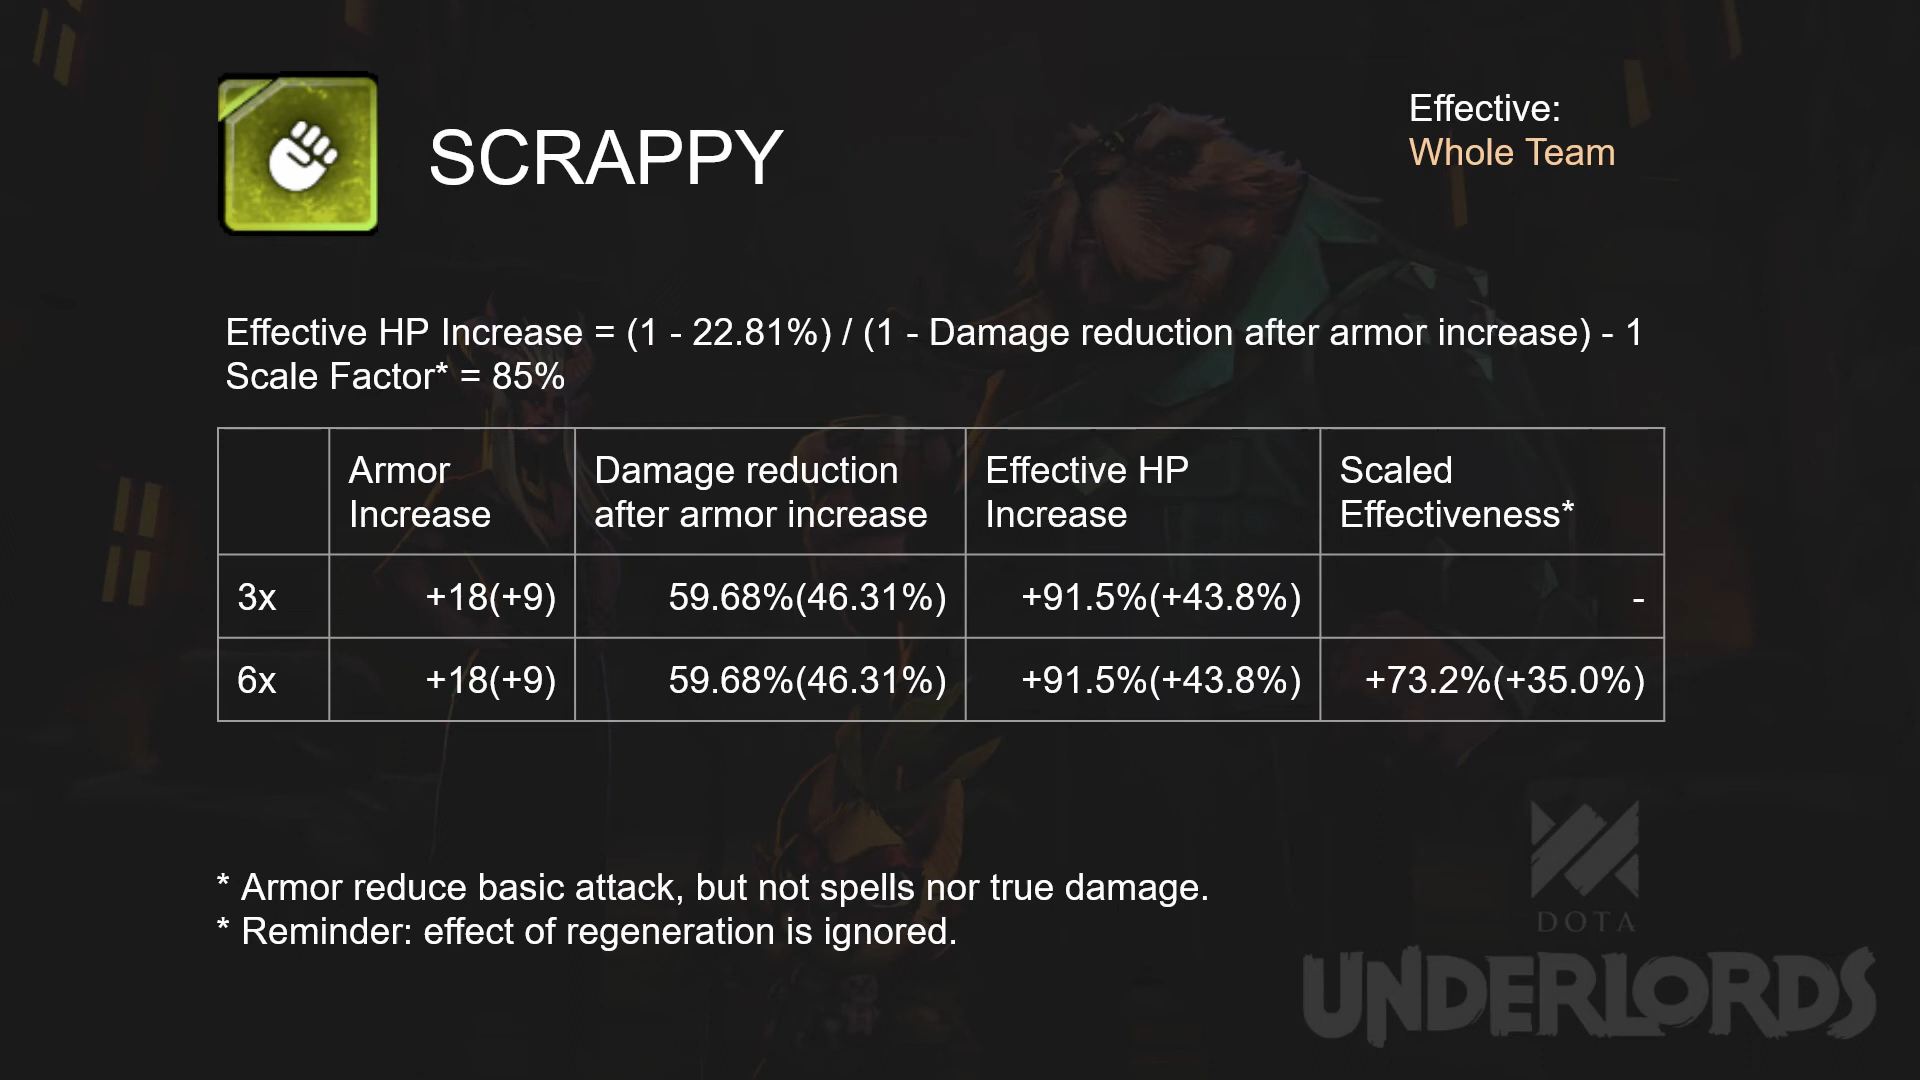 SCRAPPY
Effective:
Whole Team
Effective HP Increase = (1 - 22.81%) / (1 - Damage reduction after armor increase) - 1
Scale Factor* = 85%
Armor
Increase
Damage reduction
after armor increase
Effective HP
Increase
Scaled
Effectiveness*
3x +18(+9) 59.68%(46.31%) +91.5%(+43.8%) -
6x +18(+9) 59.68%(46.31%) +91.5%(+43.8%) +73.2%(+35.0%)
* Armor reduce basic attack, but not spells nor true damage.
* Reminder: effect of regeneration is ignored.
DOTA
UNDERLORDS